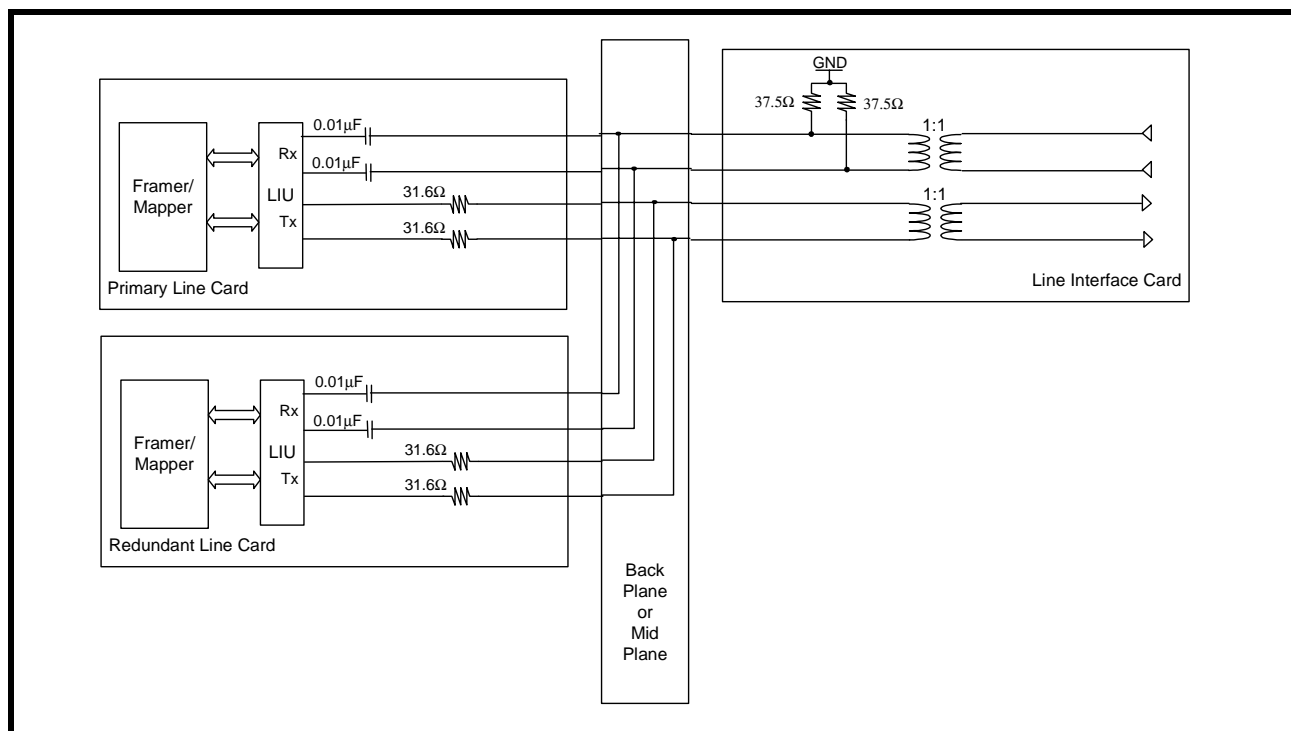 GND
37.5Ω
37.5Ω
1:1
0.01µF
Rx
0.01µF
Framer/
Mapper
LIU
31.6Ω
1:1
Tx
31.6Ω
Primary Line Card
Line Interface Card
0.01µF
Rx
0.01µF
Framer/
Mapper
LIU
31.6Ω
Tx
31.6Ω
Redundant Line Card
Back
Plane
or
Mid
Plane